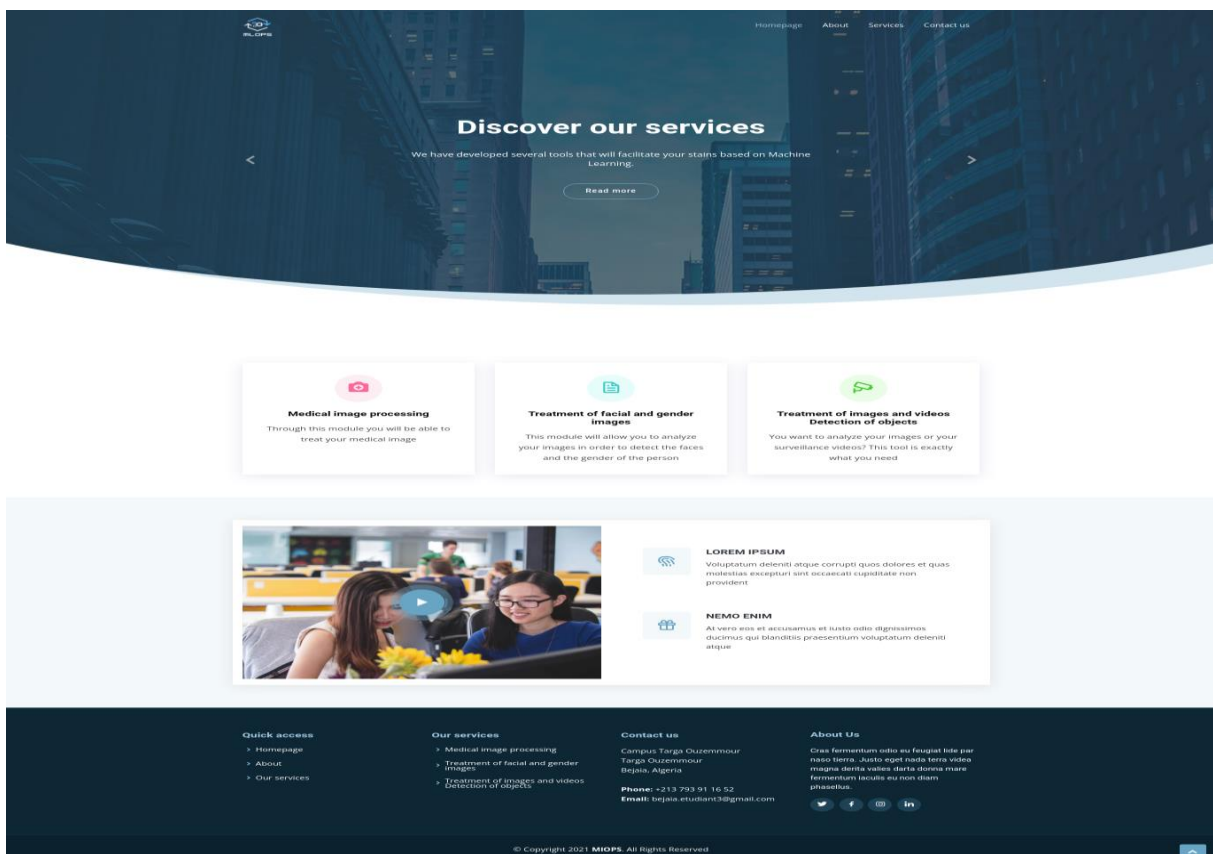 MLOPS
Homepage About Services Contact us
Discover our services
We have developed several tools that will facilitate your stains based on Machine
Learning.
Read more
Medical image processing
Through this module you will be able to
treat your medical image
Treatment of facial and gender
images
This module will allow you to analyze
your images in order to detect the faces
and the gender of the person
Treatment of images and videos
Detection of objects
You want to analyze your images or your
surveillance videos? This tool is exactly
what you need
LOREM IPSUM
Voluptatum deleniti atque corrupti quos dolores et quas
molestias excepturi sint occaecati cupiditate non
provident
NEMO ENIM
At vero eos et accusamus et iusto odio dignissimos
ducimus qui blanditiis praesentium voluptatum deleniti
atque
Quick access
> Homepage
> About
> Our services
Our services
> Medical image processing
> Treatment of facial and gender
images
> Treatment of images and videos
Detection of objects
Contact us
Campus Targa Ouzemmour
Targa Ouzemmour
Bejaia, Algeria
Phone: +213 793 91 16 52
Email: bejaia.etudiant3@gmail.com
About Us
Cras fermentum odio eu feugiat lide par
naso tierra. Justo eget nada terra videa
magna derita valies darta donna mare
fermentum iaculis eu non diam
phasellus.
© Copyright 2021 MIOPS. All Rights Reserved